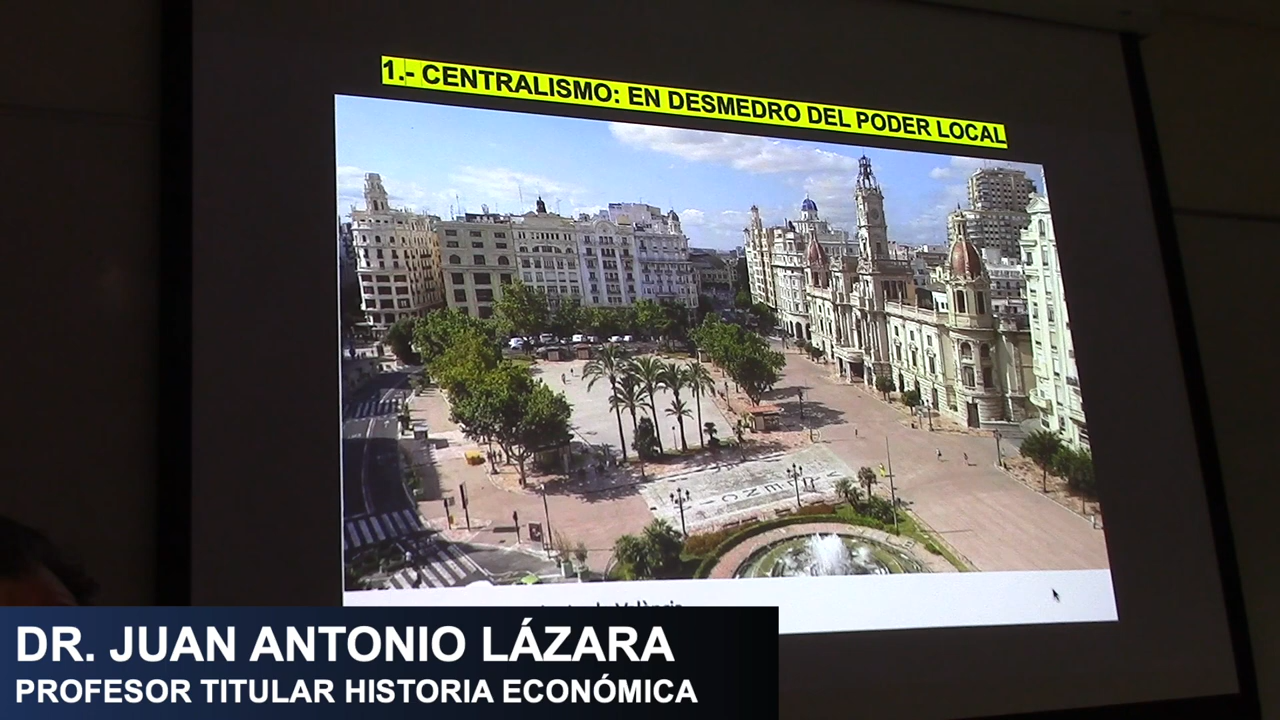 1.- CENTRALISMO: EN DESMEDRO DEL PODER LOCAL
DR. JUAN ANTONIO LÁZARA
PROFESOR TITULAR HISTORIA ECONÓMICA